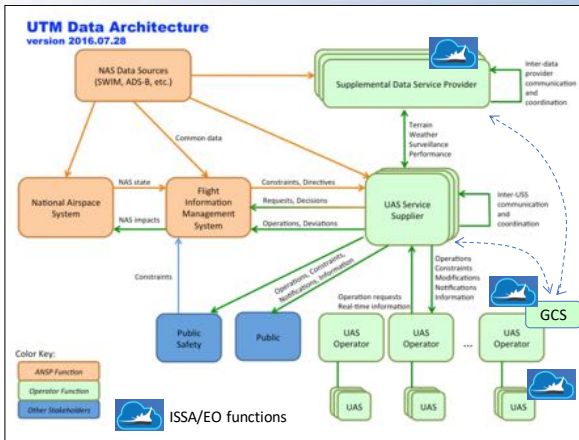 UTM Data Architecture
version 2016.07.28
NAS Data Sources
(SWIM, ADS-B, etc.)
Supplemental Data Service Provider
Inter-data
provider
communication
and
coordination
Common data
Terrain
Weather
Surveillance
Performance
National Airspace
System
NAS state
NAS impacts
Flight
Information
Management
System
Constraints, Directives
Requests, Decisions
Operations, Deviations
UAS Service
Supplier
Inter-USS
communication
and
coordination
Constraints
Operations, Constraints,
Notifications, Information
Operation requests
Real-time information
Operations
Constraints
Modifications
Notifications
Information
GCS
Public
Safety
Public
UAS
Operator
UAS
Operator
...
UAS
Operator
Color Key:
ANSP Function
Operator Function
Other Stakeholders
ISSA/EO functions
UAS
UAS
UAS